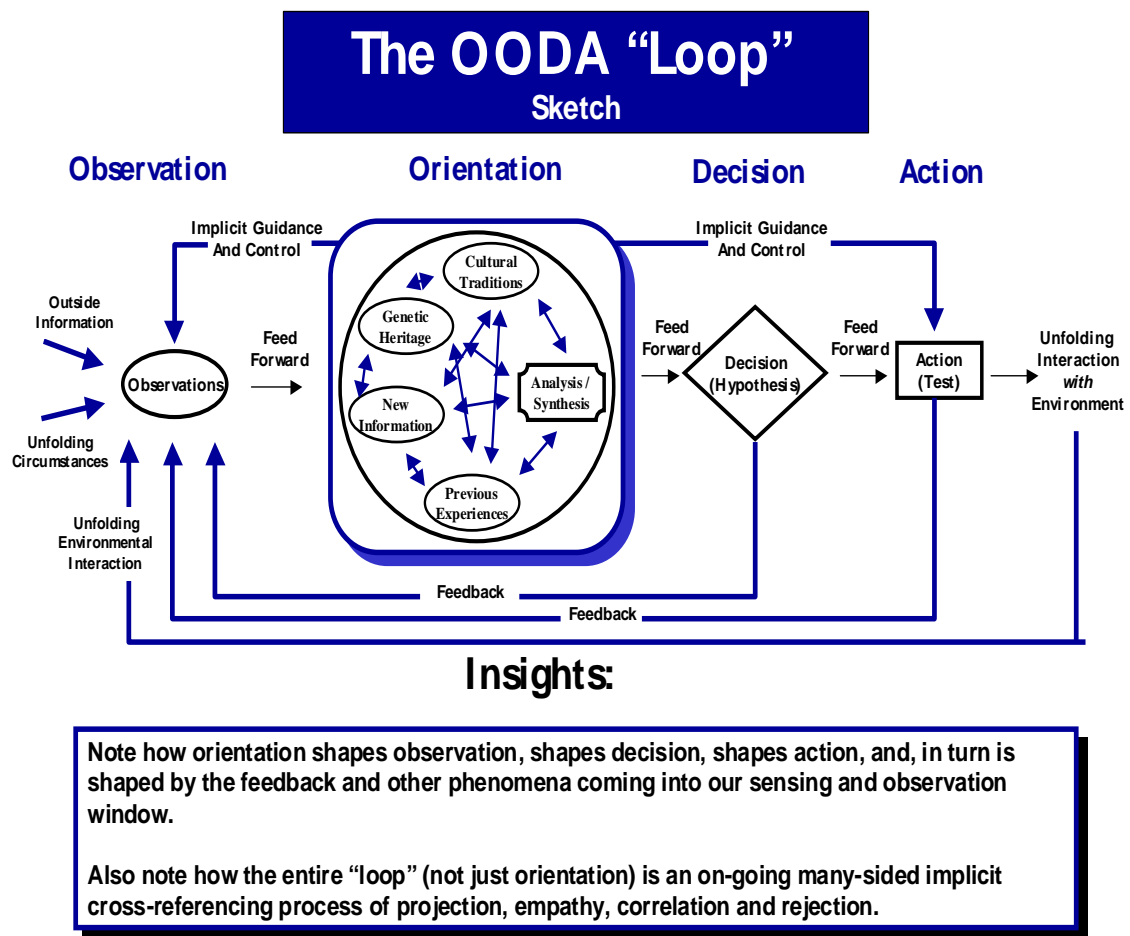 The OODA “Loop”
Sketch
Observation
Orientation
Decision
Action
Implicit Guidance
And Control
Implicit Guidance
And Control
Outside
Information
Observations
Unfolding
Circumstances
Unfolding
Environmental
Interaction
Feed
Forward
Cultural
Traditions
Genetic
Heritage
New
Information
Analysis /
Synthesis
Previous
Experiences
Feed
Forward
Decision
(Hypothesis)
Feed
Forward
Action
(Test)
Unfolding
Interaction
with
Environment
Feedback
Feedback
Insights:
Note how orientation shapes observation, shapes decision, shapes action, and, in turn is
shaped by the feedback and other phenomena coming into our sensing and observation
window.
Also note how the entire “loop” (not just orientation) is an on-going many-sided implicit
cross-referencing process of projection, empathy, correlation and rejection.